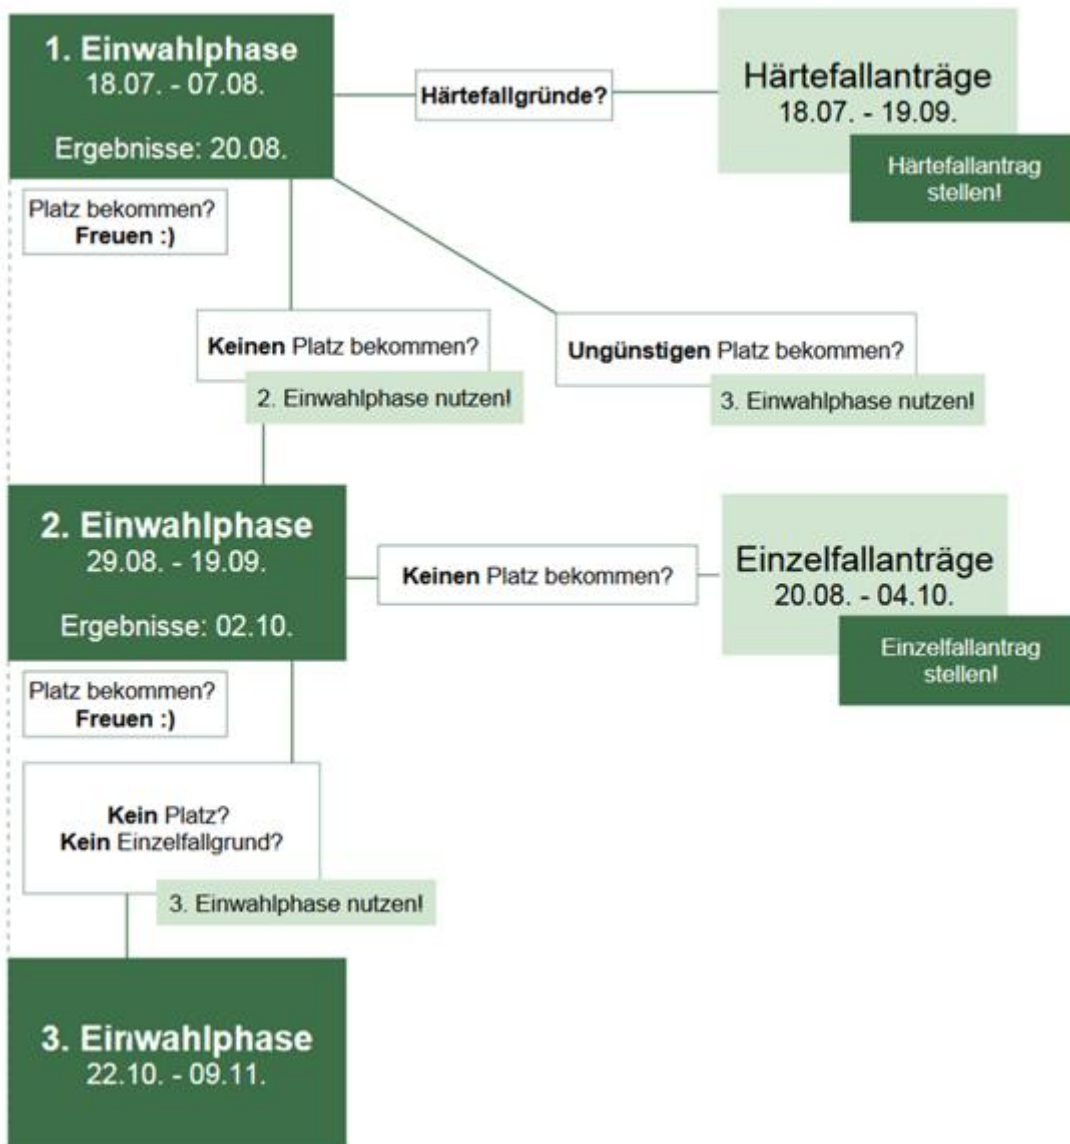 1. Einwahlphase
18.07. - 07.08.
Ergebnisse: 20.08.
Härtefallgründe?
Härtefallanträge
18.07. - 19.09.
Härtefallantrag
stellen!
Platz bekommen?
Freuen :)
Keinen Platz bekommen?
2. Einwahlphase nutzen!
Ungünstigen Platz bekommen?
3. Einwahlphase nutzen!
2. Einwahlphase
29.08. - 19.09.
Ergebnisse: 02.10.
Keinen Platz bekommen?
Einzelfallanträge
20.08. - 04.10.
Einzelfallantrag
stellen!
Platz bekommen?
Freuen :)
Kein Platz?
Kein Einzelfallgrund?
3. Einwahlphase nutzen!
3. Einwahlphase
22.10. - 09.11.